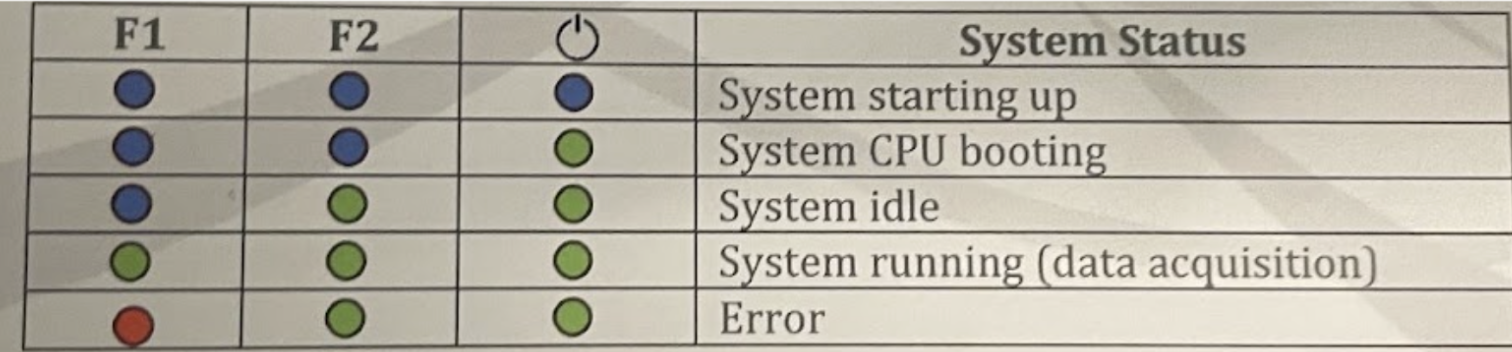 F1 F2 System Status
System starting up
System CPU booting
System idle
System running (data acquisition)
Error